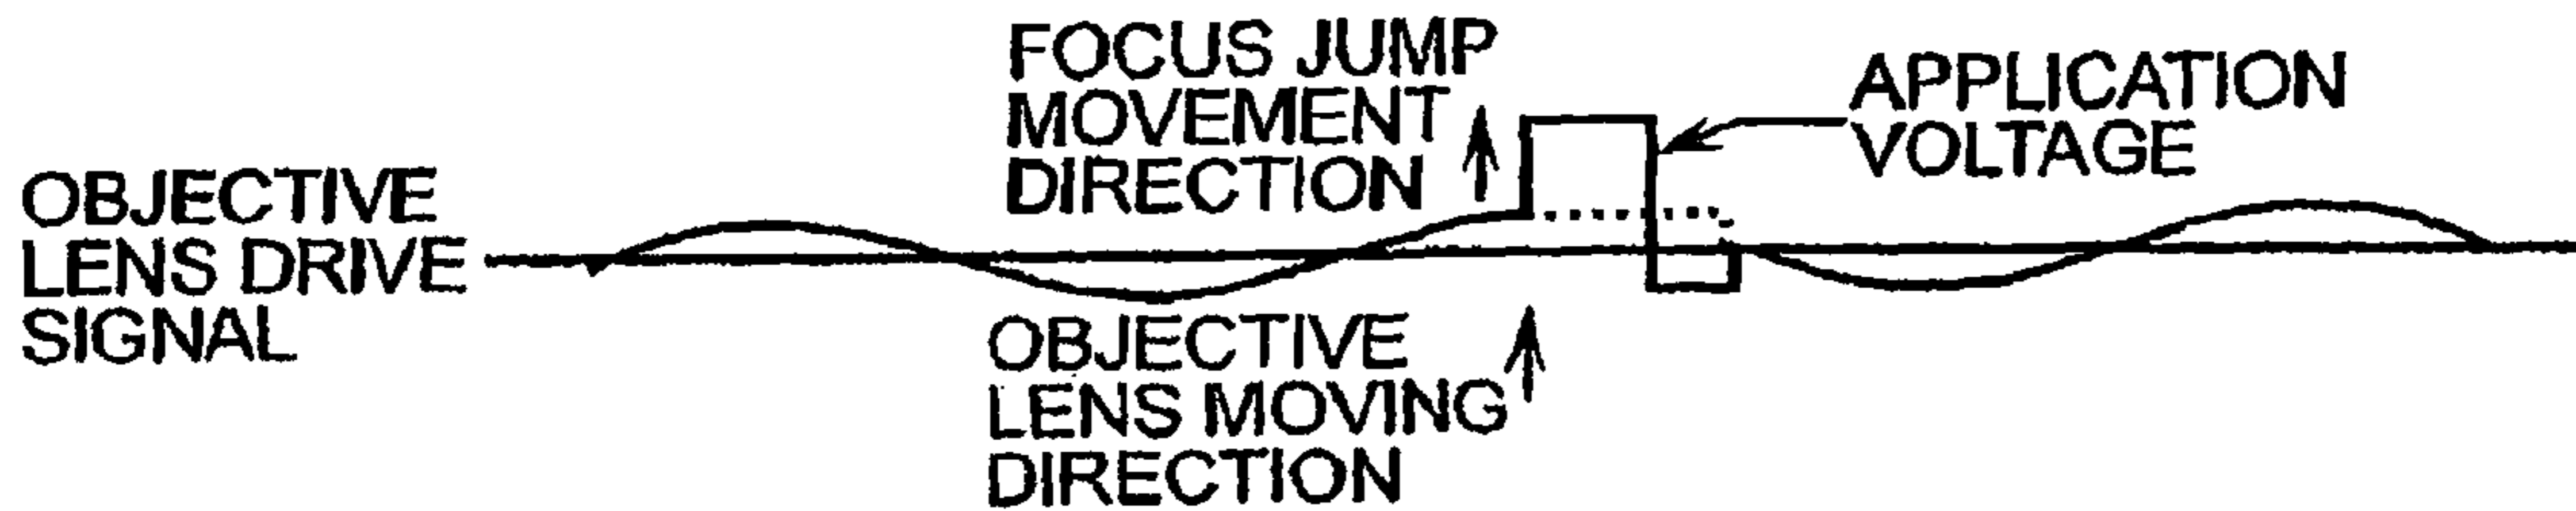 OBJECTIVE
LENS DRIVE
SIGNAL
FOCUS JUMP
MOVEMENT
DIRECTION
APPLICATION
VOLTAGE
OBJECTIVE
LENS MOVING
DIRECTION